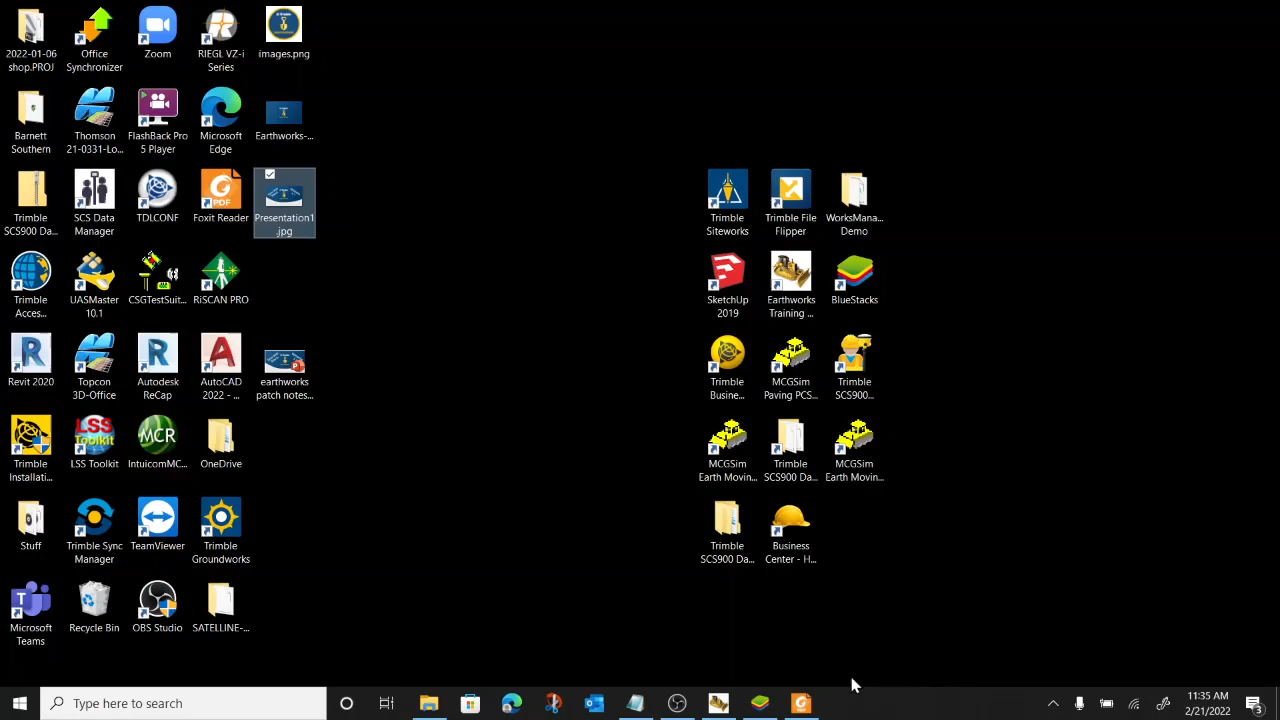 2022-01-06
shop.PROJ
Office
Synchronizer
Zoom
RIEGL VZ-i
Series
images.png
Barnett
Southern
Thomson
21-0331-Lo...
FlashBack Pro
5 Player
Microsoft
Edge
Earthworks-...
Trimble
SCS900 Da...
SCS Data
Manager
TDLCONF
PDF
Foxit Reader
Presentation1
.jpg
Trimble
Siteworks
Trimble File
Flipper
WorksMana...
Demo
Trimble
Acces...
UASMaster
10.1
CSGTestSuit...
RiSCAN PRO
SketchUp
2019
Earthworks
Training ...
BlueStacks
Revit 2020
Topcon
3D-Office
Autodesk
ReCap
AutoCAD
2022 - ...
earthworks
patch notes...
Trimble
Busine...
MCGSim
Paving PCS...
Trimble
SCS900...
Trimble
Installati...
LSS
Toolkit
LSS Toolkit
MCR
IntuicomMC...
OneDrive
MCGSim
Earth Movin...
Trimble
SCS900 Da...
MCGSim
Earth Movin...
Stuff
Trimble Sync
Manager
TeamViewer
Trimble
Groundworks
Trimble
SCS900 Da...
Business
Center - H...
Microsoft
Teams
Recycle Bin
OBS Studio
SATELLINE-...
Type here to search
11:35 AM
2/21/2022
3